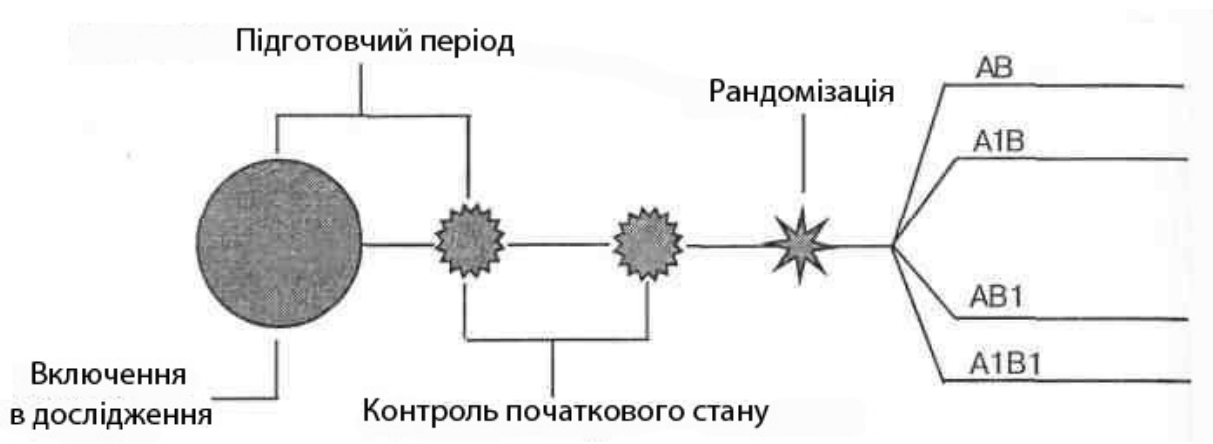 Підготовчий період
Рандомізація
AB
A1B
AB1
A1B1
Включення
в дослідження
Контроль початкового стану